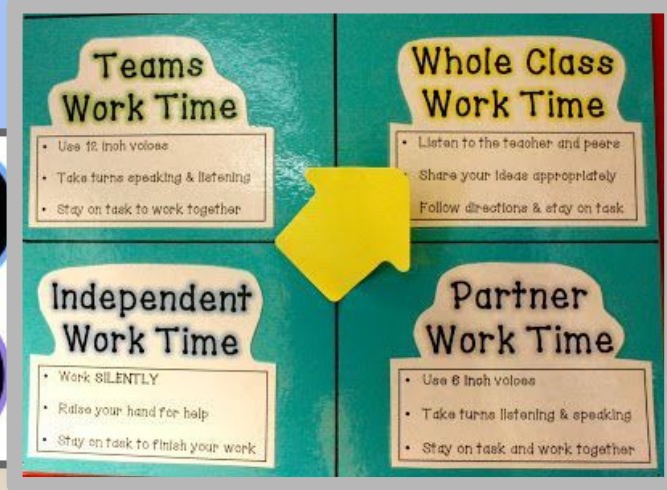 Teams
Work Time
• Use 12 inch voices
• Take turns speaking & listening
• Stay on task to work together
Whole Class
Work Time
• Listen to the teacher and peers
Share your ideas appropriately
Follow directions & stay on task
Independent
Work Time
• Work SILENTLY
• Raise your hand for help
• Stay on task to finish your work
Partner
Work Time
• Use 6 inch voices
• Take turns listening & speaking
• Stay on task and work together